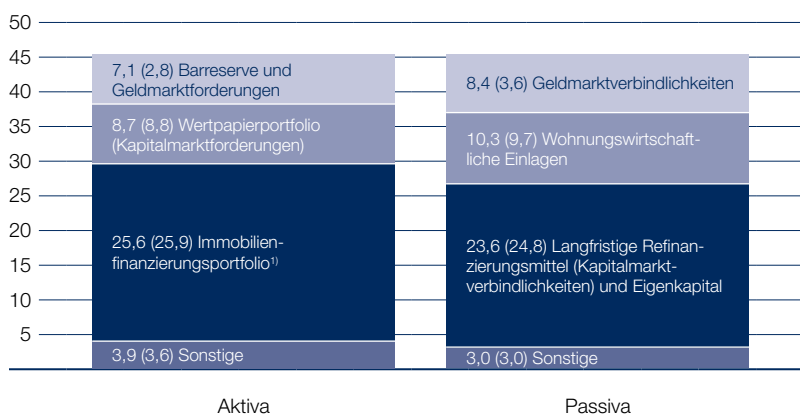 50
45
40
35
30
25
20
15
10
5
7,1 (2,8) Barreserve und
Geldmarktforderungen
8,7 (8,8) Wertpapierportfolio
(Kapitalmarktforderungen)
25,6 (25,9) Immobilien-
finanzierungsportfolio¹⁾
3,9 (3,6) Sonstige
8,4 (3,6) Geldmarktverbindlichkeiten
10,3 (9,7) Wohnungswirtschaft-
liche Einlagen
23,6 (24,8) Langfristige Refinan-
zierungsmittel (Kapitalmarkt-
verbindlichkeiten) und Eigenkapital
3,0 (3,0) Sonstige
Aktiva
Passiva